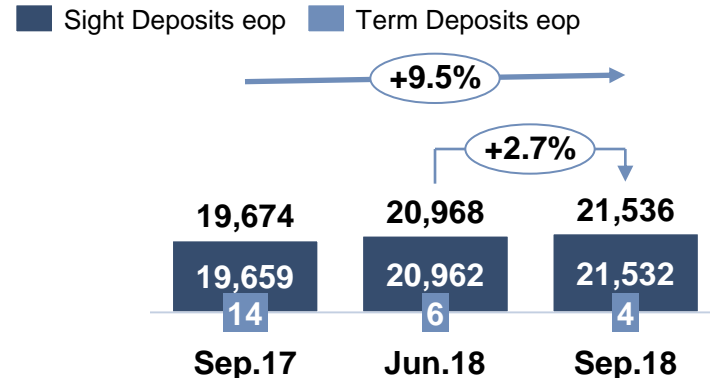 Sight Deposits eop Term Deposits eop
+9.5%
+2.7%
19,674 20,968 21,536
19,659 20,962 21,532
14 6 4
Sep.17 Jun.18 Sep.18